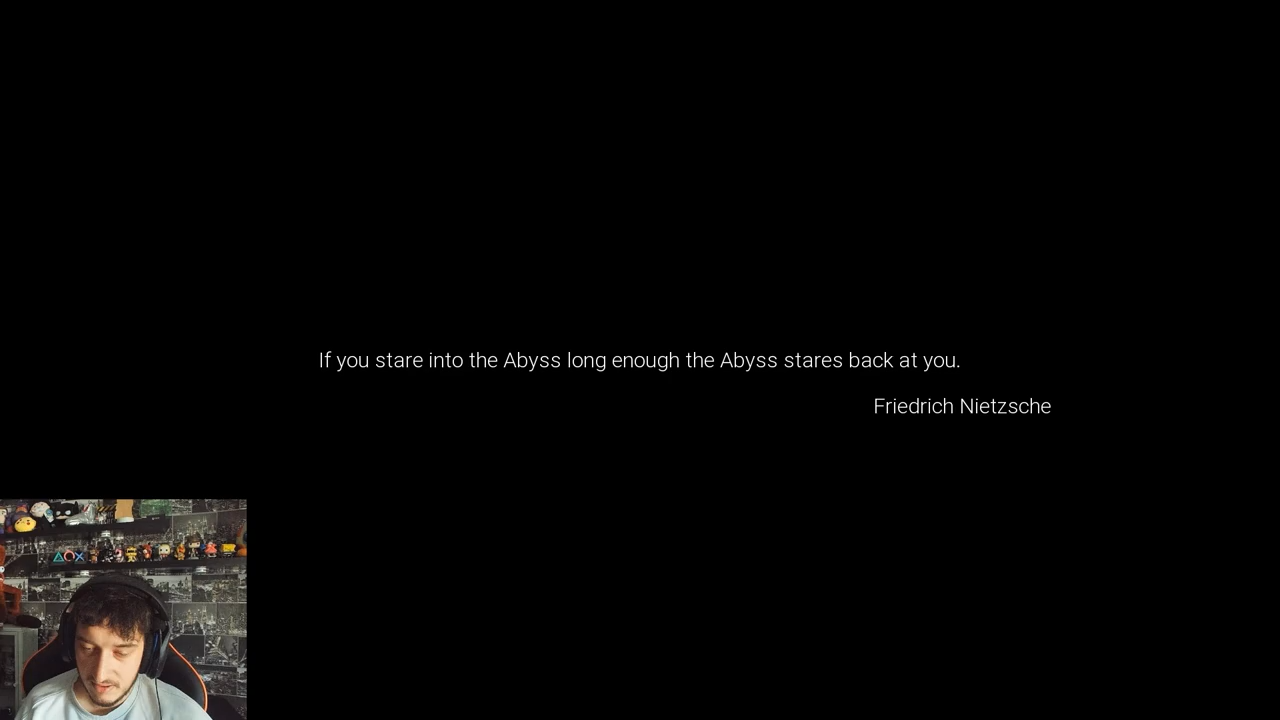 If you stare into the Abyss long enough the Abyss stares back at you.
Friedrich Nietzsche